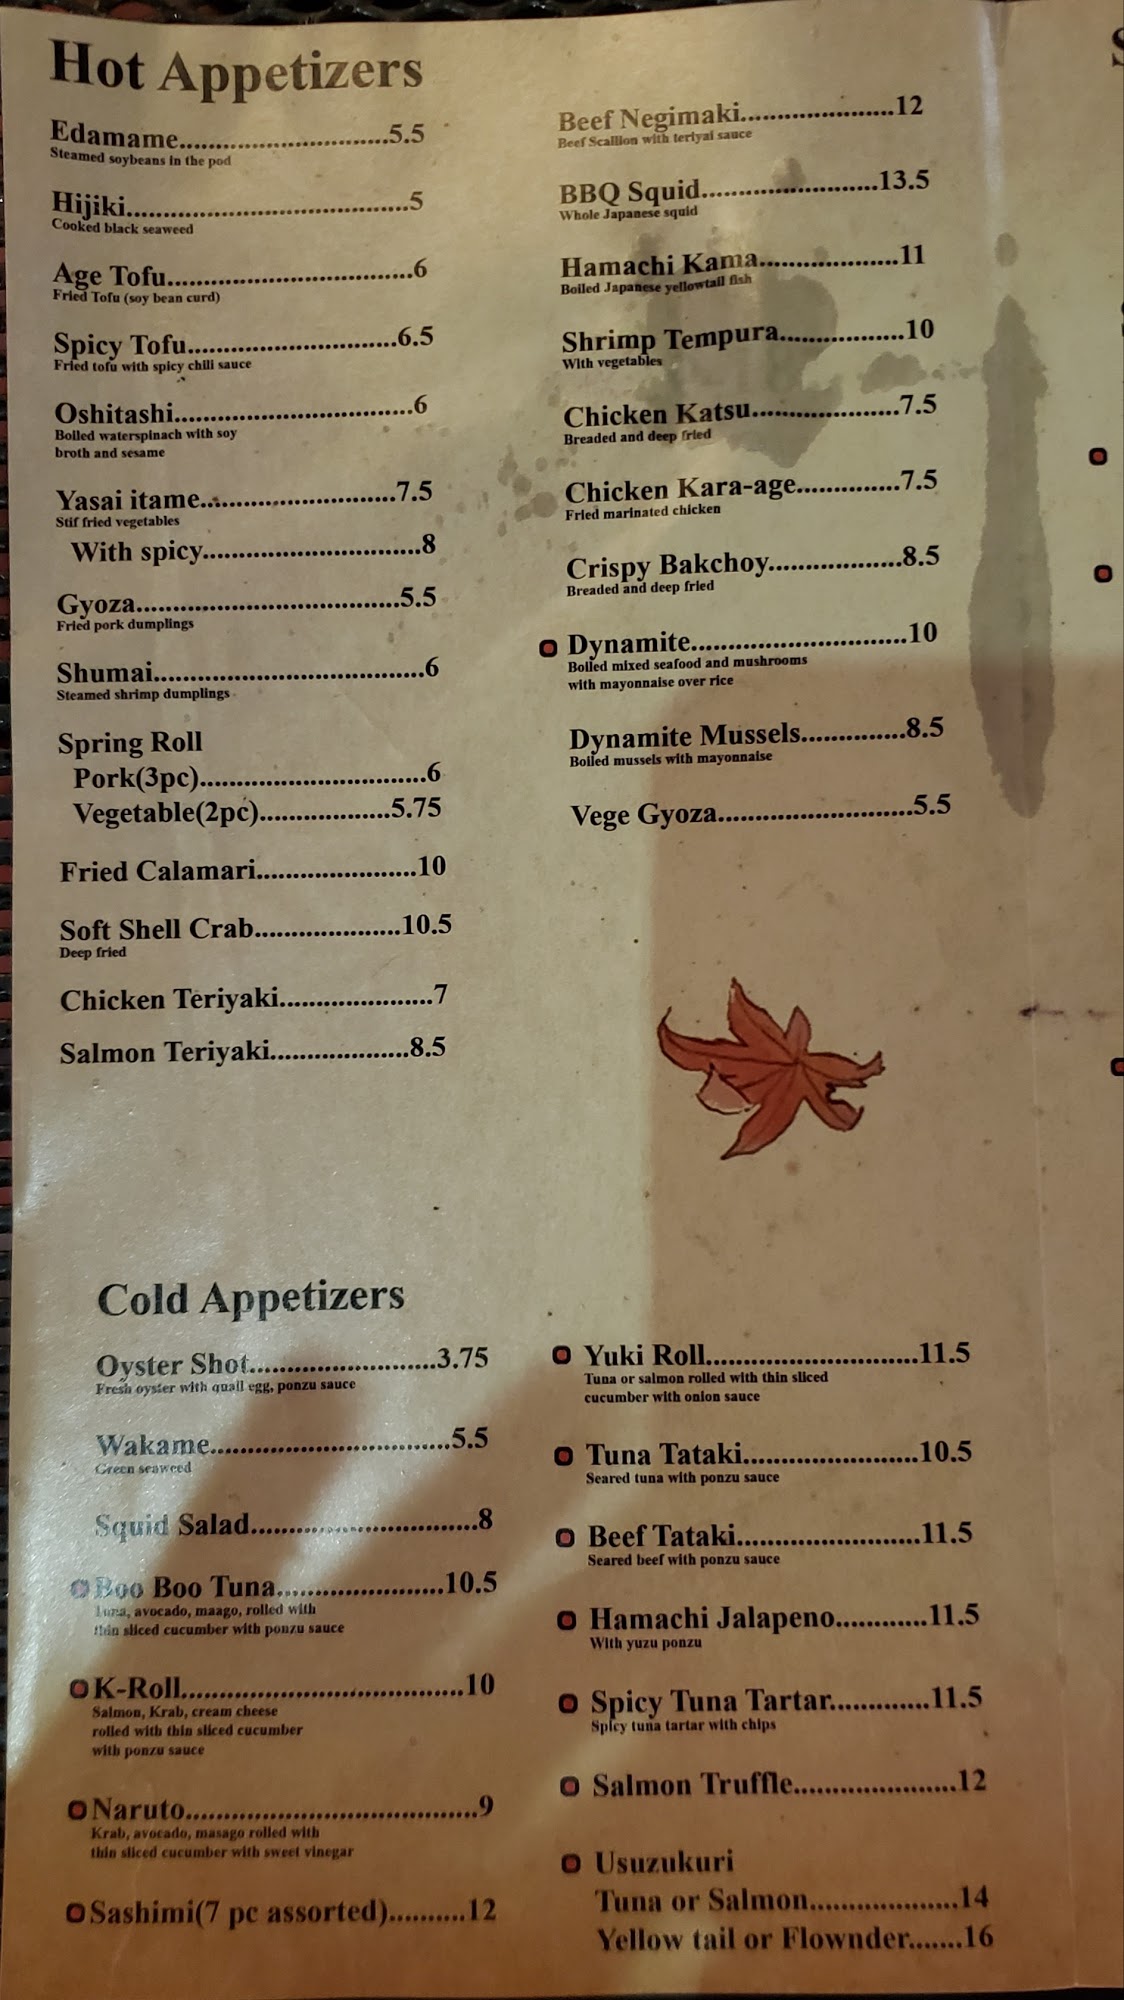 Hot Appetizers
Edamame..............................5.5
Steamed soybeans in the pod
Hijiki.......................................5
Cooked black seaweed
Age Tofu..................................6
Fried Tofu (soy bean curd)
Spicy Tofu.............................6.5
Fried tofu with spicy chili sauce
Oshitashi.................................6
Boiled waterspinach with soy
broth and sesame
Yasai itame...........................7.5
Stif fried vegetables
With spicy..............................8
Gyoza....................................5.5
Fried pork dumplings
Shumai.....................................6
Steamed shrimp dumplings
Spring Roll
Pork(3pc)...............................6
Vegetable(2pc)..................5.75
Fried Calamari......................10
Soft Shell Crab....................10.5
Deep fried
Chicken Teriyaki.....................7
Salmon Teriyaki...................8.5
Beef Negimaki.....................12
Beef Scallion with teriyai sauce
BBQ Squid........................13.5
Whole Japanese squid
Hamachi Kama...................11
Boiled Japanese yellowtail fish
Shrimp Tempura.................10
With vegetables
Chicken Katsu....................7.5
Breaded and deep fried
Chicken Kara-age..............7.5
Fried marinated chicken
Crispy Bakchoy..................8.5
Breaded and deep fried
Dynamite.............................10
Boiled mixed seafood and mushrooms
with mayonnaise over rice
Dynamite Mussels..............8.5
Boiled mussels with mayonnaise
Vege Gyoza..........................5.5
Cold Appetizers
Oyster Shot.........................3.75
Fresh oyster with quail egg, ponzu sauce
Wakame................................5.5
Green seaweed
Squid Salad...............................8
Boo Boo Tuna.......................10.5
Tuna, avocado, maago, rolled with
thin sliced cucumber with ponzu sauce
K-Roll......................................10
Salmon, Krab, cream cheese
rolled with thin sliced cucumber
with ponzu sauce
Naruto.......................................9
Krab, avocado, masago rolled with
thin sliced cucumber with sweet vinegar
Sashimi(7 pc assorted)..........12
Yuki Roll.............................11.5
Tuna or salmon rolled with thin sliced
cucumber with onion sauce
Tuna Tataki........................10.5
Seared tuna with ponzu sauce
Beef Tataki.........................11.5
Seared beef with ponzu sauce
Hamachi Jalapeno............11.5
With yuzu ponzu
Spicy Tuna Tartar.............11.5
Spicy tuna tartar with chips
Salmon Truffle......................12
Usuzukuri
Tuna or Salmon....................14
Yellow tail or Flownder.......16